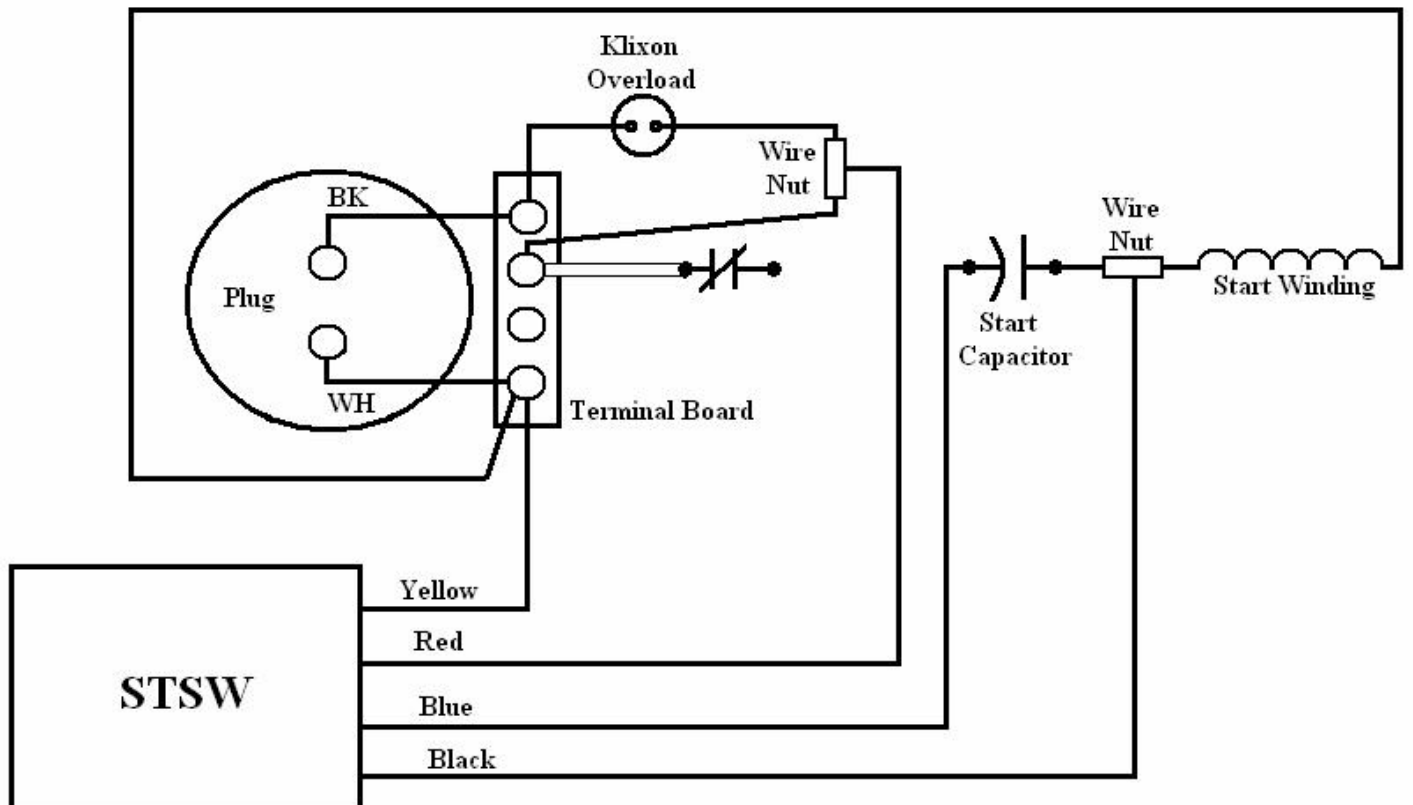 Klixon
Overload
Wire
Nut
BK
Plug
WH
Terminal Board
Wire
Nut
Start Winding
Start
Capacitor
Yellow
Red
STSW
Blue
Black